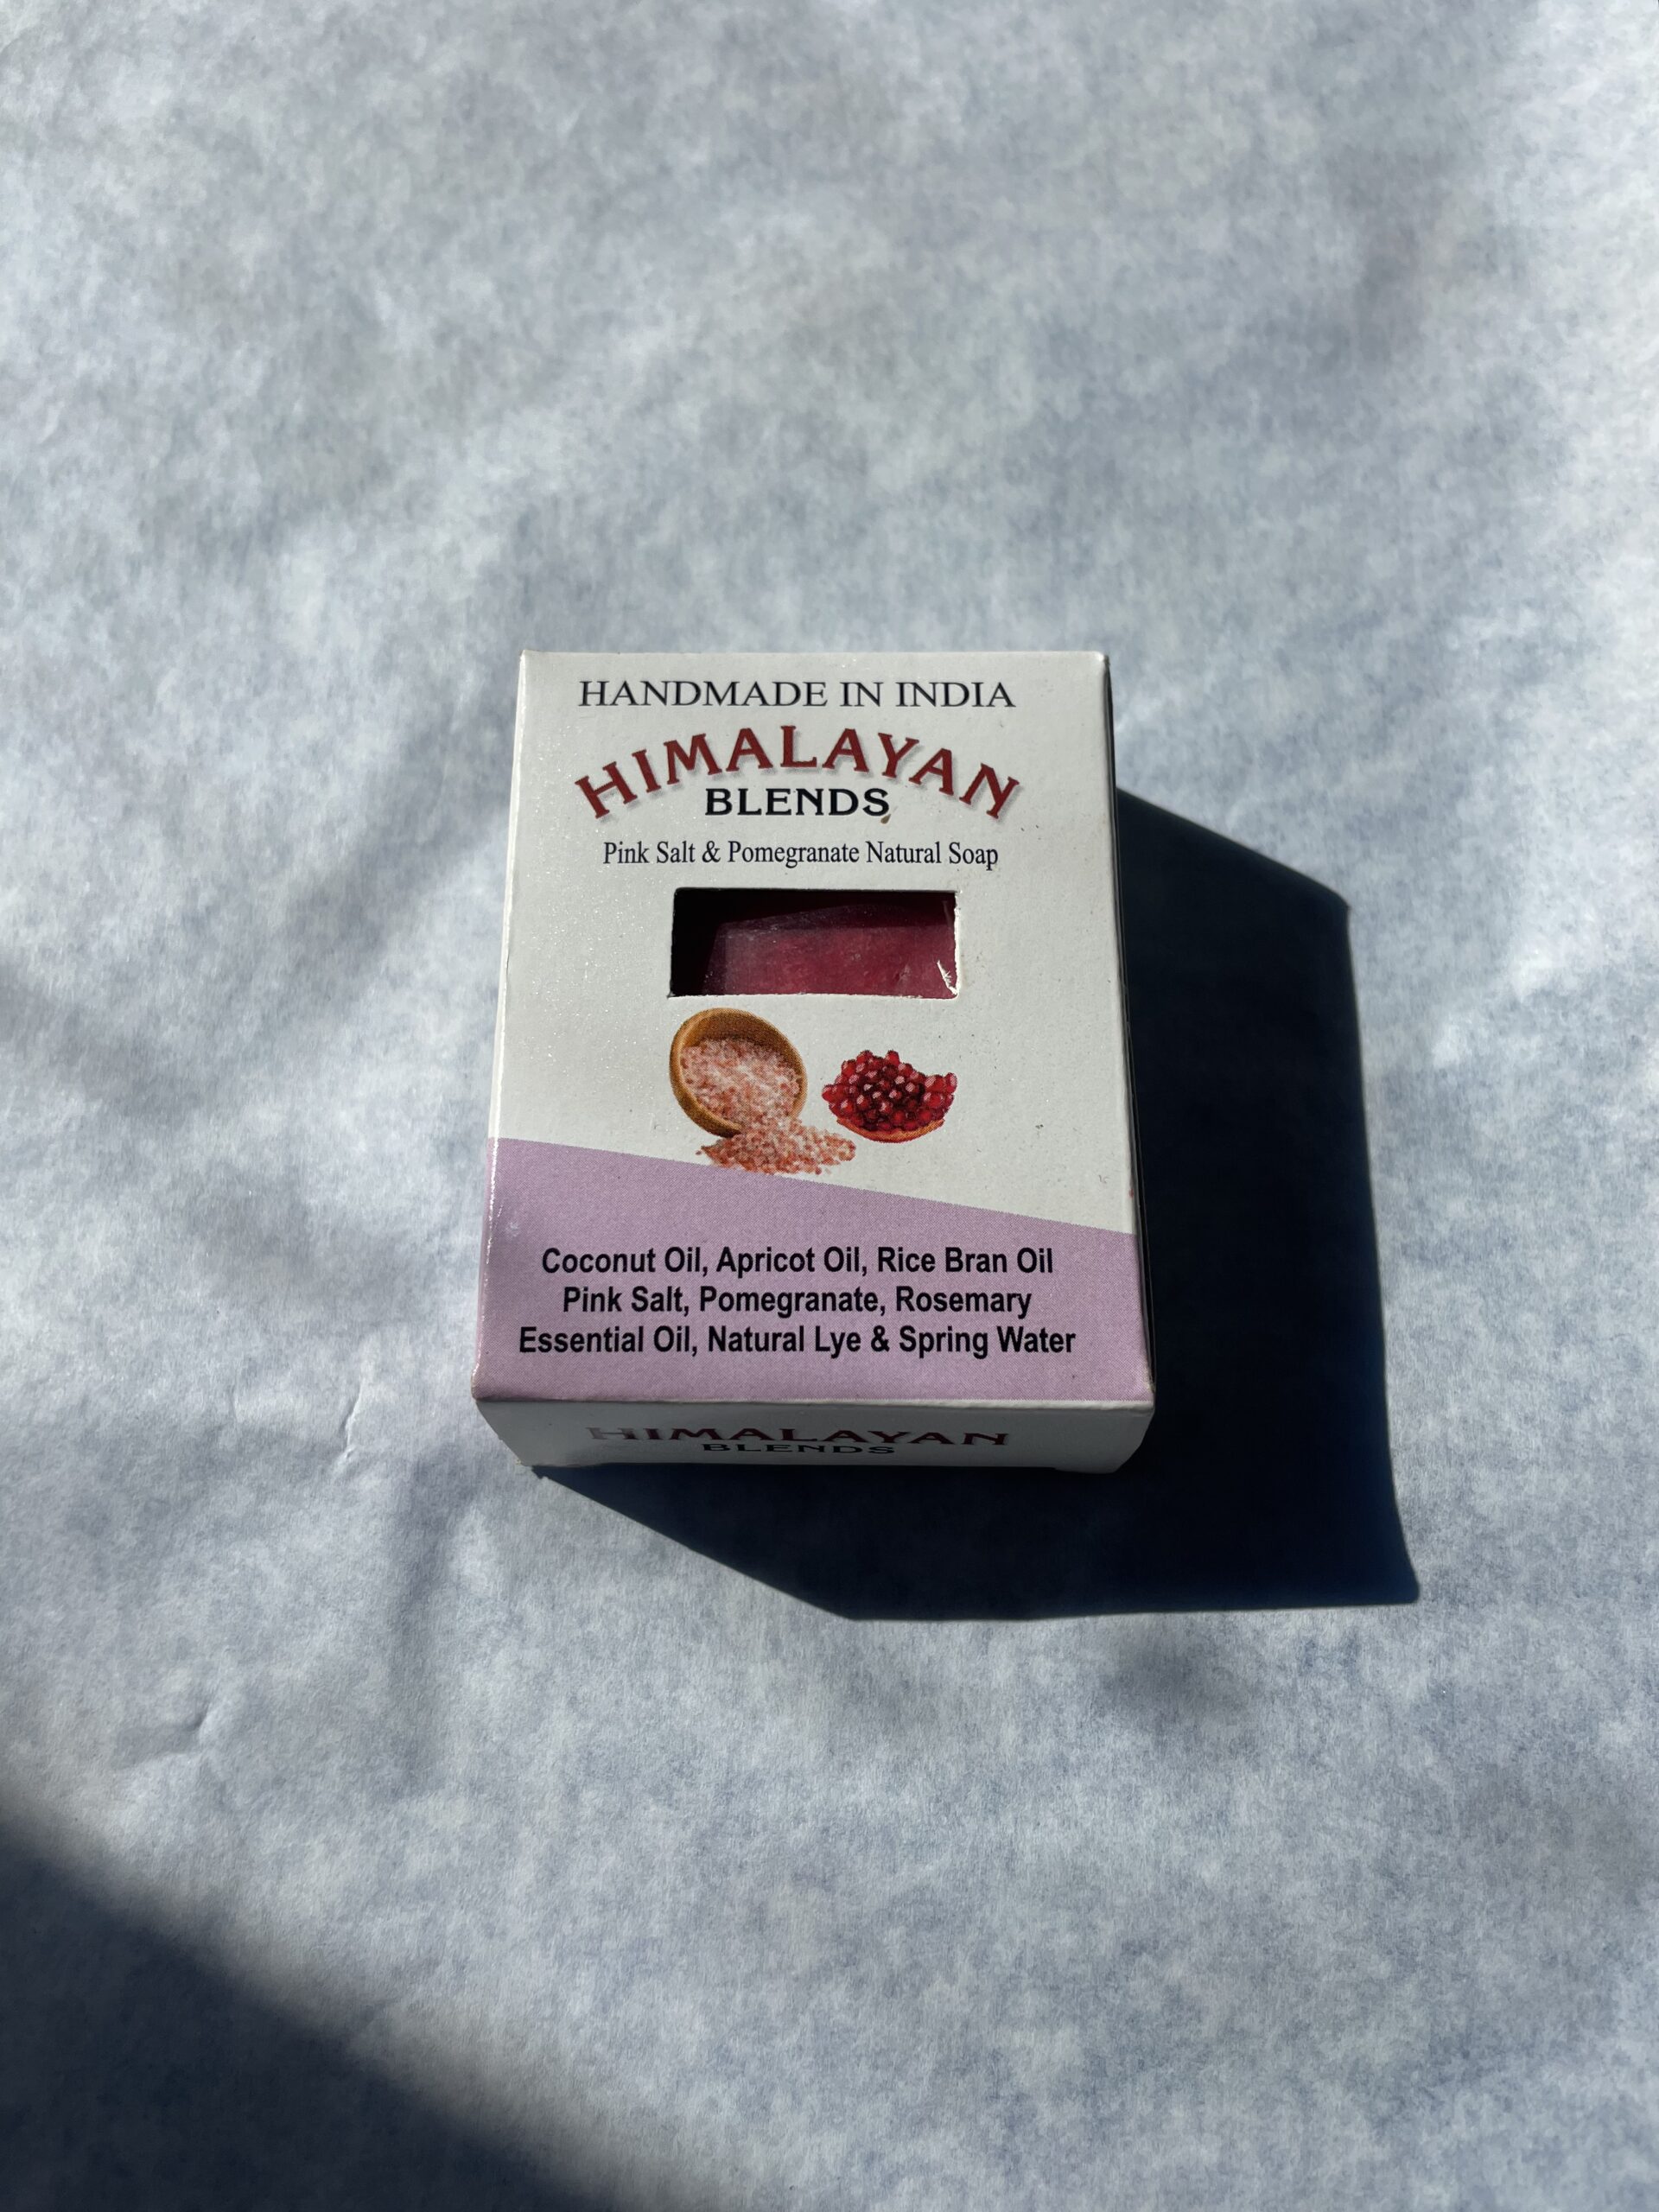 HANDMADE IN INDIA
HIMALAYAN
BLENDS
Pink Salt & Pomegranate Natural Soap
Coconut Oil, Apricot Oil, Rice Bran Oil
Pink Salt, Pomegranate, Rosemary
Essential Oil, Natural Lye & Spring Water
HIMALAYAN
BLENDS